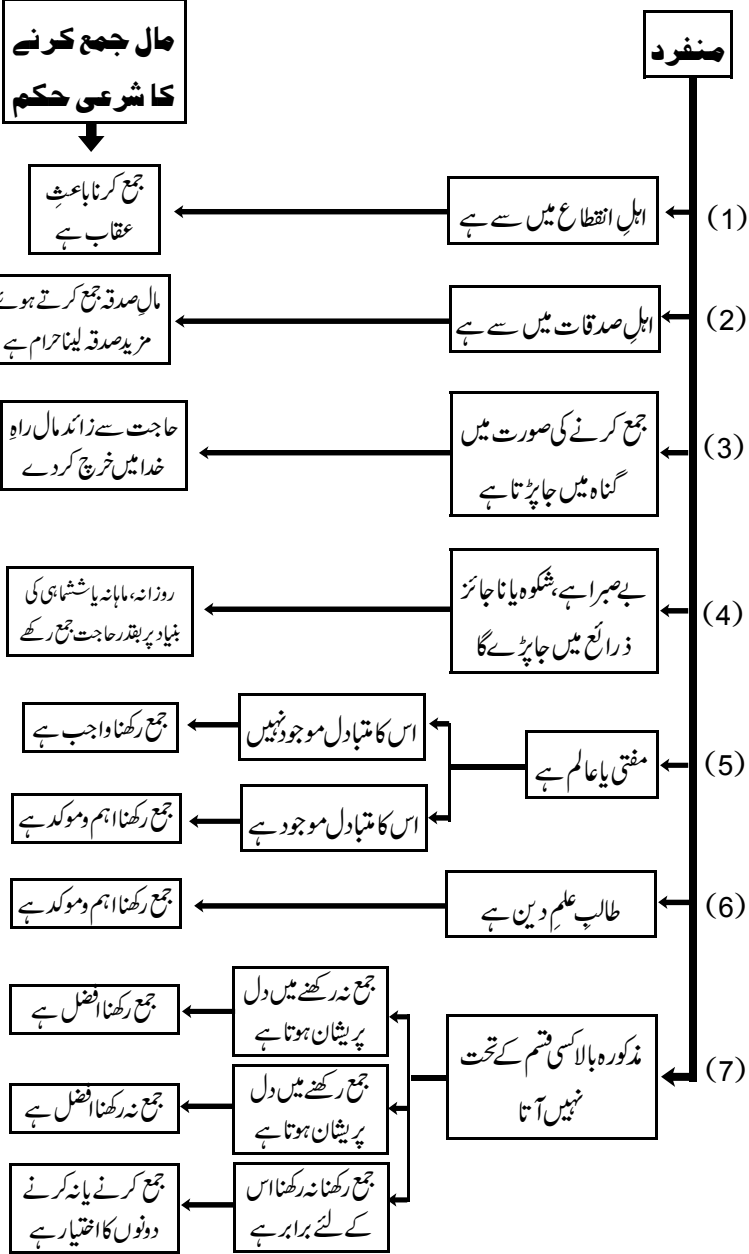 منفرد
مال جمع کرنے
کا شرعی حکم
(1)
اہلِ انقطاع میں سے ہے
جمع کرنا باعثِ
عقاب ہے
(2)
اہلِ صدقات میں سے ہے
مالِ صدقہ جمع کرتے ہوئے
مزید صدقہ لینا حرام ہے
(3)
جمع کرنے کی صورت میں
گناہ میں جا پڑتا ہے
حاجت سے زائد مال راہِ
خدا میں خرچ کر دے
(4)
بے صبرا ہے، شکوہ یا ناجائز
ذرائع میں جا پڑے گا
روزانہ، ماہانہ یا ششماہی کی
بنیاد پر بقدر حاجت جمع رکھے
(5)
مفتی یا عالم ہے
اس کا متبادل موجود نہیں
جمع رکھنا واجب ہے
اس کا متبادل موجود ہے
جمع رکھنا اہم و موکد ہے
(6)
طالبِ علمِ دین ہے
جمع رکھنا اہم و موکد ہے
(7)
مذکورہ بالا کسی قسم کے تحت
نہیں آتا
جمع نہ رکھنے میں دل
پریشان ہوتا ہے
جمع رکھنا افضل ہے
جمع رکھنے میں دل
پریشان ہوتا ہے
جمع نہ رکھنا افضل ہے
جمع رکھنا نہ رکھنا اس
کے لئے برابر ہے
جمع کرنے یا نہ کرنے
دونوں کا اختیار ہے